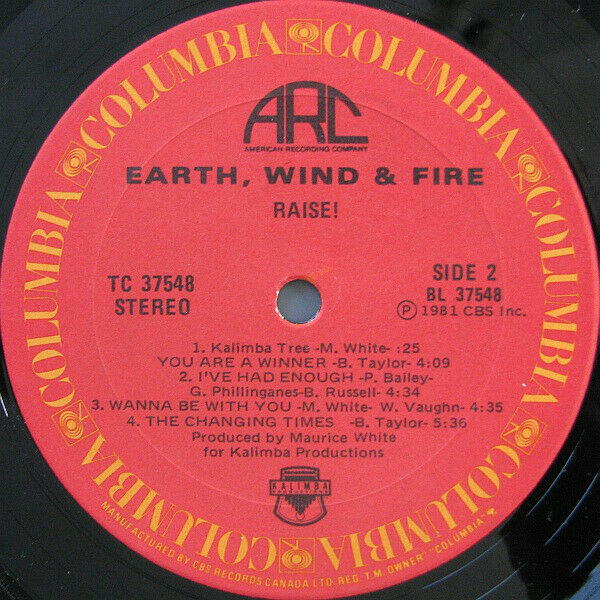 COLUMBIA COLUMBIA COLUMBIA COLUMBIA COLUMBIA COLUMBIA
ARC
AMERICAN RECORDING COMPANY
EARTH, WIND & FIRE
RAISE!
TC 37548
STEREO
SIDE 2
BL 37548
Ⓟ 1981 CBS Inc.
1. Kalimba Tree -M. White- :25
YOU ARE A WINNER -B. Taylor- 4:09
2. I'VE HAD ENOUGH -P. Bailey-
G. Phillinganes-B. Russell- 4:34
3. WANNA BE WITH YOU -M. White- W. Vaughn- 4:35
4. THE CHANGING TIMES -B. Taylor- 5:36
Produced by Maurice White
for Kalimba Productions
KALIMBA
MANUFACTURED BY CBS RECORDS CANADA LTD. REG. T.M. OWNER "COLUMBIA"